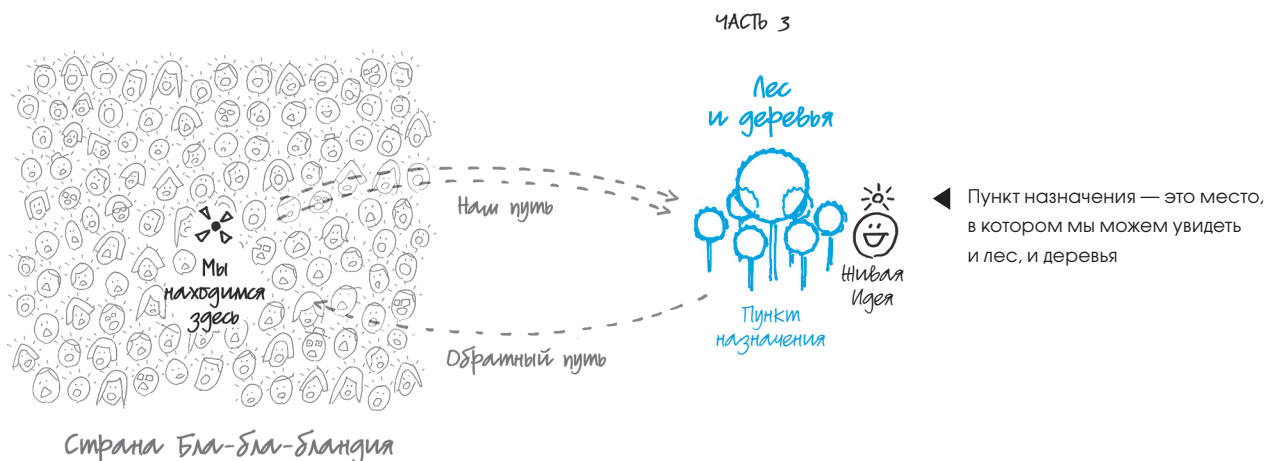 ЧАСТЬ 3
Лес
и деревья
Наш путь
Мы
находимся
здесь
Живая
Идея
Пункт
назначения
Обратный путь
Страна Бла-бла-бландия
Пункт назначения — это место,
в котором мы можем увидеть
и лес, и деревья